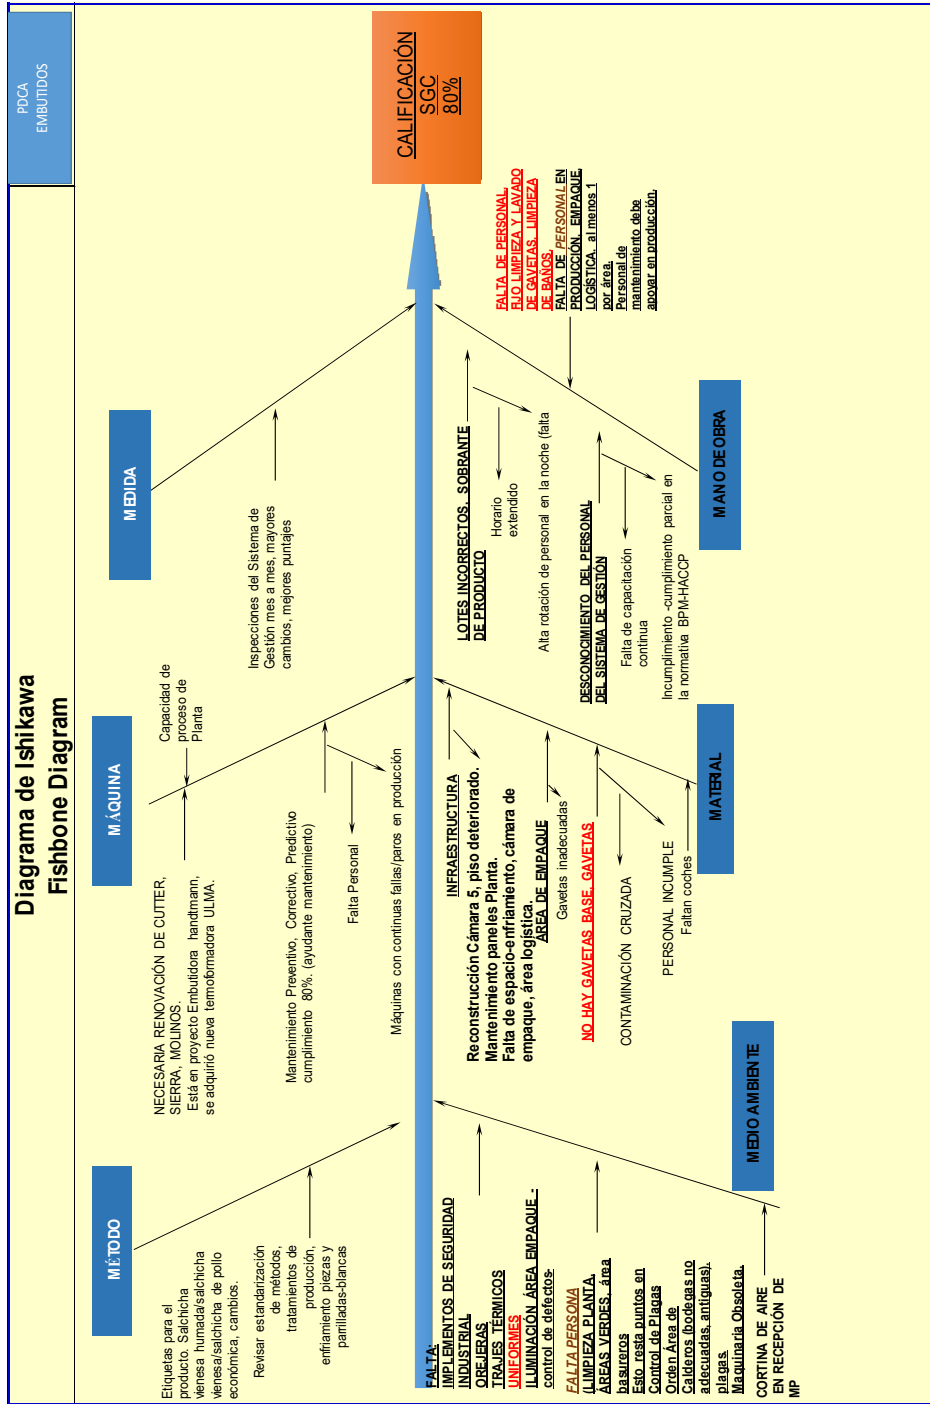 Diagrama de Ishikawa
Fishbone Diagram
PDCA
EMBUTIDOS
MÉTODO
MÁQUINA
MEDIDA
Etiquetas para el
producto. Salchicha
vienesa humada/salchicha
vienesa/salchicha de pollo
económica, cambios.
Revisar estandarización
de métodos,
tratamientos de
producción,
enfriamiento piezas y
parrilladas-blancas
NECESARIA RENOVACIÓN DE CUTTER,
SIERRA, MOLINOS.
Está en proyecto Embutidora handtmann,
se adquirió nueva termoformadora ULMA.
Capacidad de
proceso de
Planta
Mantenimiento Preventivo, Correctivo, Predictivo
cumplimiento 80%. (ayudante mantenimiento)
Falta Personal
Máquinas con continuas fallas/paros en producción
Inspecciones del Sistema de
Gestión mes a mes, mayores
cambios, mejores puntajes
CALIFICACIÓN
SGC
80%
FALTA:
IMPLEMENTOS DE SEGURIDAD
INDUSTRIAL
OREJERAS
TRAJES TÉRMICOS
UNIFORMES
ILUMINACIÓN ÁREA EMPAQUE -
control de defectos-
FALTA PERSONA
(LIMPIEZA PLANTA,
ÁREAS VERDES, área
basureros
Esto resta puntos en
Control de Plagas
Orden Área de
Calderos (bodegas no
adecuadas, antiguas).
plagas.
Maquinaria Obsoleta.
CORTINA DE AIRE
EN RECEPCIÓN DE
MP
MEDIO AMBIENTE
INFRAESTRUCTURA
Reconstrucción Cámara 5, piso deteriorado.
Mantenimiento paneles Planta.
Falta de espacio-enfriamiento, cámara de
empaque, área logística.
ÁREA DE EMPAQUE
Gavetas inadecuadas
NO HAY GAVETAS BASE, GAVETAS
CONTAMINACIÓN CRUZADA
PERSONAL INCUMPLE
Faltan coches
MATERIAL
LOTES INCORRECTOS, SOBRANTE
DE PRODUCTO
Horario
extendido
Alta rotación de personal en la noche (falta
DESCONOCIMIENTO DEL PERSONAL
DEL SISTEMA DE GESTIÓN
Falta de capacitación
continua
Incumplimiento -cumplimiento parcial en
la normativa BPM-HACCP
FALTA DE PERSONAL,
FIJO LIMPIEZA Y LAVADO
DE GAVETAS, LIMPIEZA
DE BAÑOS.
FALTA DE PERSONAL EN
PRODUCCIÓN, EMPAQUE,
LOGÍSTICA, al menos 1
por área.
Personal de
mantenimiento debe
apoyar en producción.
MANO DE OBRA